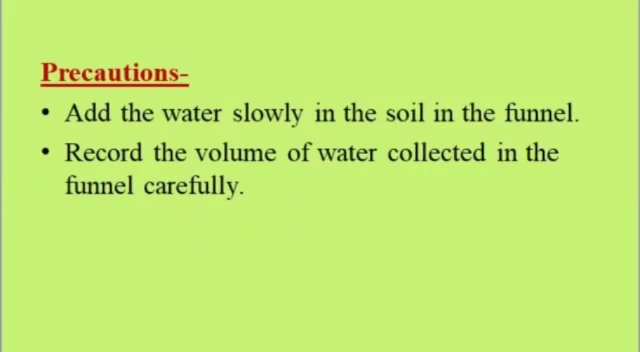 Precautions-
• Add the water slowly in the soil in the funnel.
• Record the volume of water collected in the
funnel carefully.